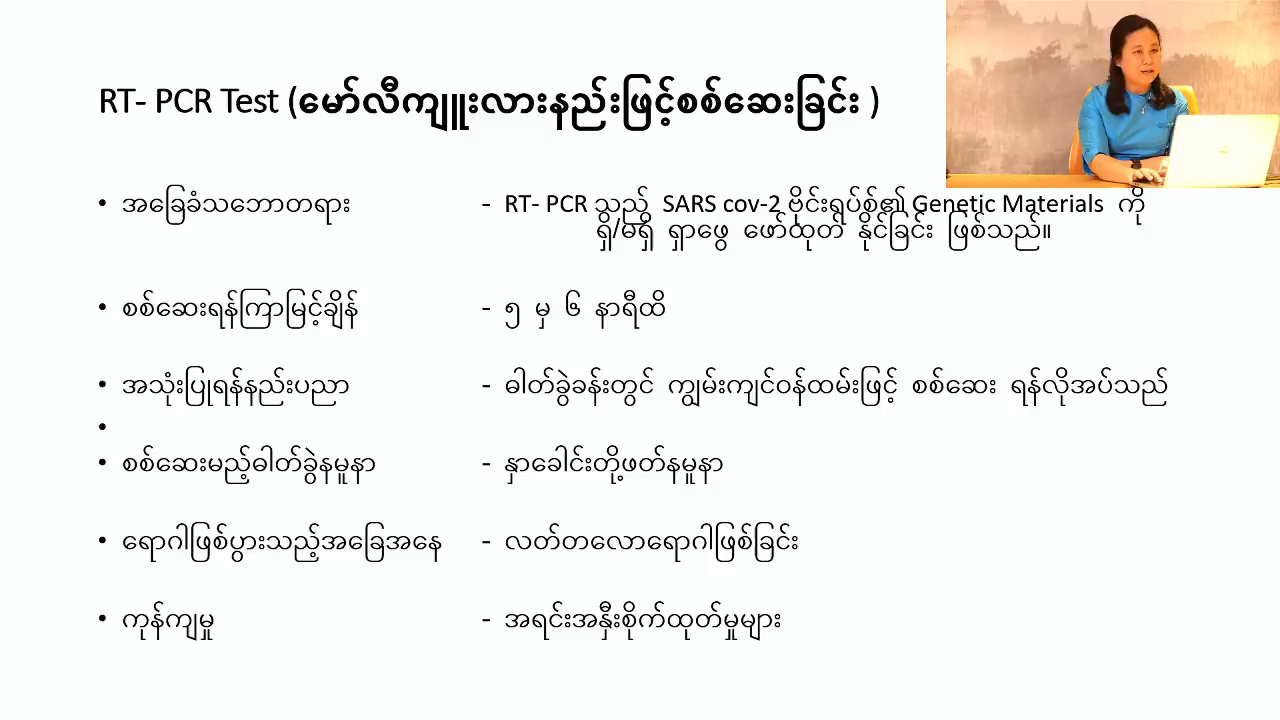 RT- PCR Test (မော်လီကျူးလားနည်းဖြင့်စစ်ဆေးခြင်း )
• အခြေခံသဘောတရား - RT- PCR သည် SARS cov-2 ဗိုင်းရပ်စ်၏ Genetic Materials ကို
ရှိ/မရှိ ရှာဖွေ ဖော်ထုတ် နိုင်ခြင်း ဖြစ်သည်။
• စစ်ဆေးရန်ကြာမြင့်ချိန် - ၅ မှ ၆ နာရီထိ
• အသုံးပြုရန်နည်းပညာ - ဓါတ်ခွဲခန်းတွင် ကျွမ်းကျင်ဝန်ထမ်းဖြင့် စစ်ဆေး ရန်လိုအပ်သည်
•
• စစ်ဆေးမည့်ဓါတ်ခွဲနမူနာ - နှာခေါင်းတို့ဖတ်နမူနာ
• ရောဂါဖြစ်ပွားသည့်အခြေအနေ - လတ်တလောရောဂါဖြစ်ခြင်း
• ကုန်ကျမှု - အရင်းအနှီးစိုက်ထုတ်မှုများ